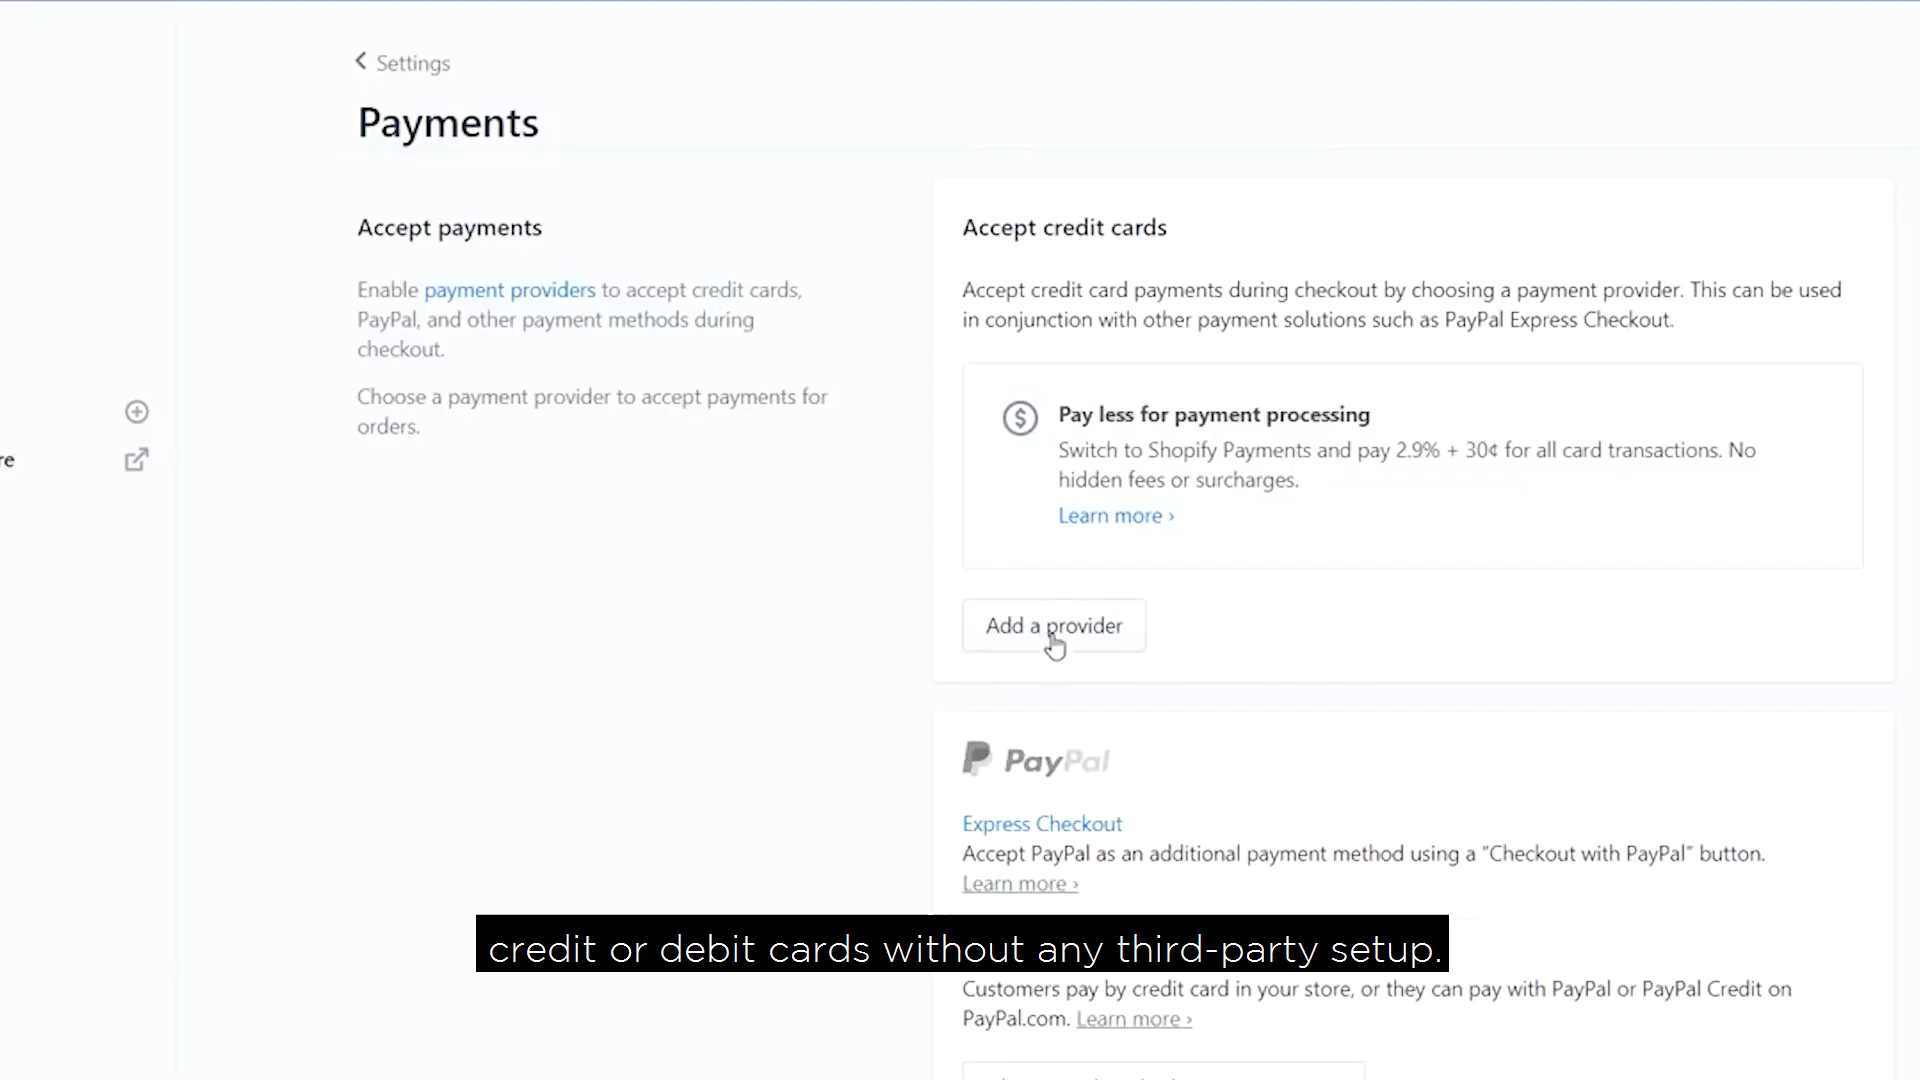 Settings
Payments
Accept payments
Enable payment providers to accept credit cards,
PayPal, and other payment methods during
checkout.
Choose a payment provider to accept payments for
orders.
re
Accept credit cards
Accept credit card payments during checkout by choosing a payment provider. This can be used
in conjunction with other payment solutions such as PayPal Express Checkout.
Pay less for payment processing
Switch to Shopify Payments and pay 2.9% + 30¢ for all card transactions. No
hidden fees or surcharges.
Learn more ›
Add a provider
PayPal
Express Checkout
Accept PayPal as an additional payment method using a “Checkout with PayPal” button.
Learn more ›
credit or debit cards without any third-party setup.
Customers pay by credit card in your store, or they can pay with PayPal or PayPal Credit on
PayPal.com. Learn more ›